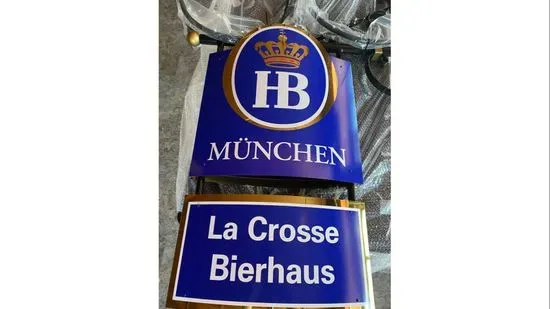 HB
MÜNCHEN
La Crosse
Bierhaus